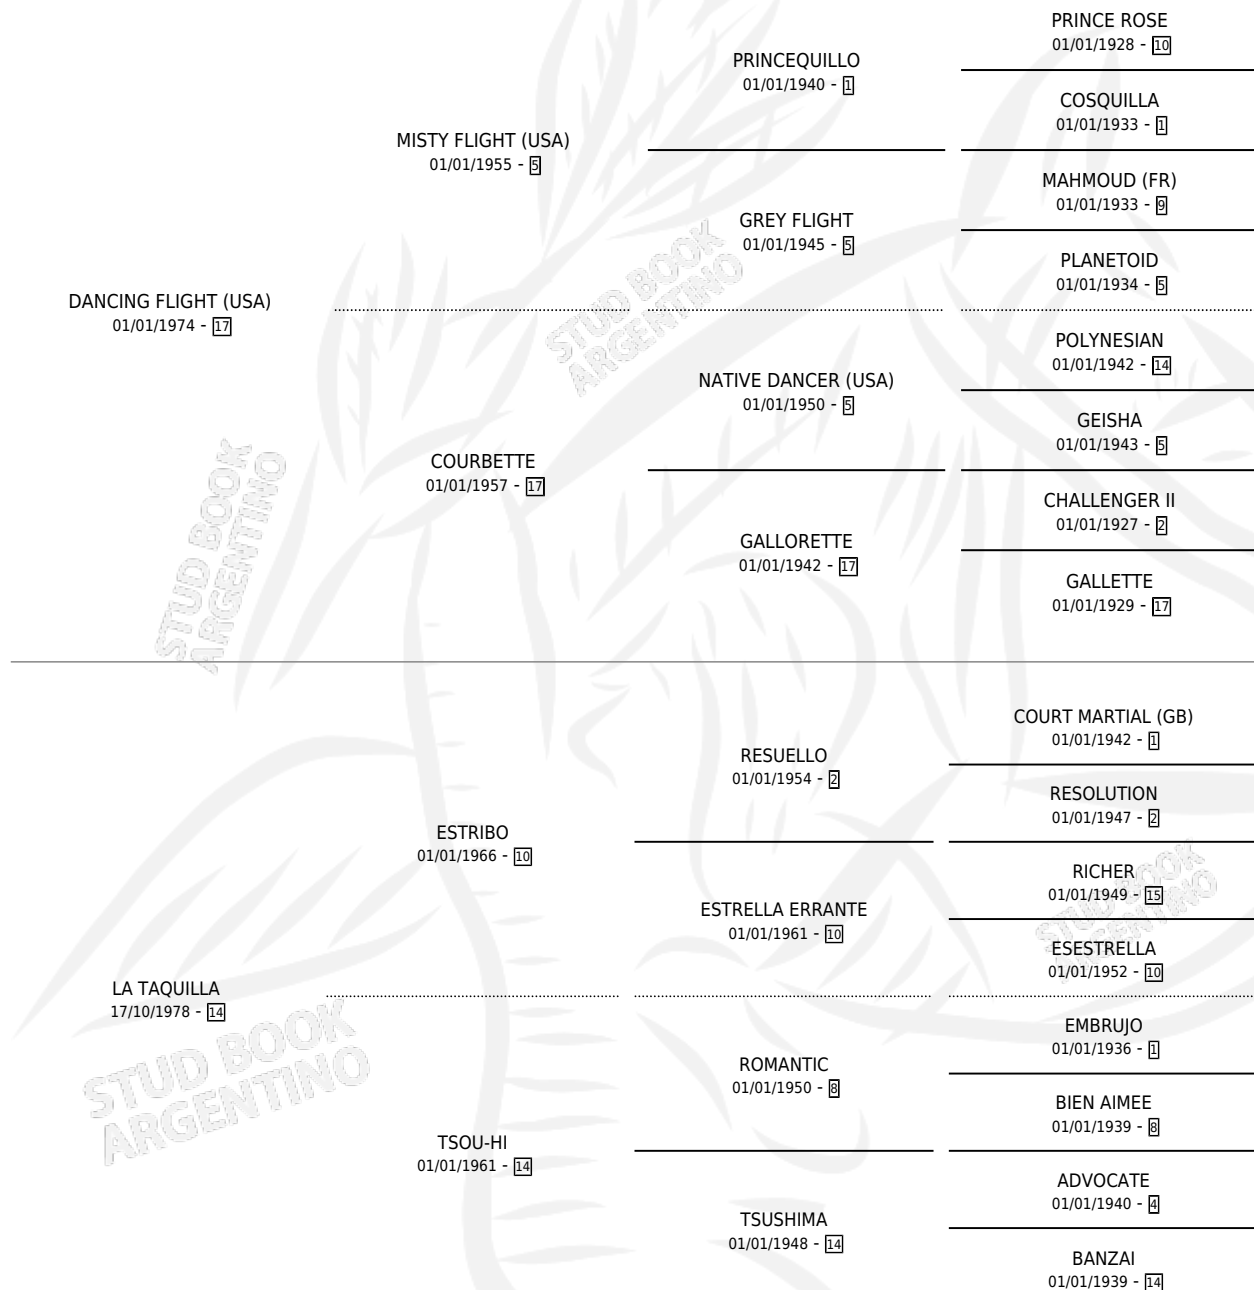 PRINCE ROSE
01/01/1928 - 10
PRINCEQUILLO
01/01/1940 - 1
COSQUILLA
01/01/1933 - 1
MISTY FLIGHT (USA)
01/01/1955 - 5
MAHMOUD (FR)
01/01/1933 - 9
GREY FLIGHT
01/01/1945 - 5
PLANETOID
01/01/1934 - 5
DANCING FLIGHT (USA)
01/01/1974 - 17
POLYNESIAN
01/01/1942 - 14
NATIVE DANCER (USA)
01/01/1950 - 5
GEISHA
01/01/1943 - 5
COURBETTE
01/01/1957 - 17
CHALLENGER II
01/01/1927 - 2
GALLORETTE
01/01/1942 - 17
GALLETTE
01/01/1929 - 17
COURT MARTIAL (GB)
01/01/1942 - 1
RESUELLO
01/01/1954 - 2
RESOLUTION
01/01/1947 - 2
ESTRIBO
01/01/1966 - 10
RICHER
01/01/1949 - 15
ESTRELLA ERRANTE
01/01/1961 - 10
ESESTRELLA
01/01/1952 - 10
LA TAQUILLA
17/10/1978 - 14
EMBRUJO
01/01/1936 - 1
ROMANTIC
01/01/1950 - 8
BIEN AIMEE
01/01/1939 - 8
TSOU-HI
01/01/1961 - 14
ADVOCATE
01/01/1940 - 4
TSUSHIMA
01/01/1948 - 14
BANZAI
01/01/1939 - 14
STUD BOOK
ARGENTINO
STUD BOOK
ARGENTINO
STUD BOOK
ARGENTINO
STUD BOOK
ARGENTINO